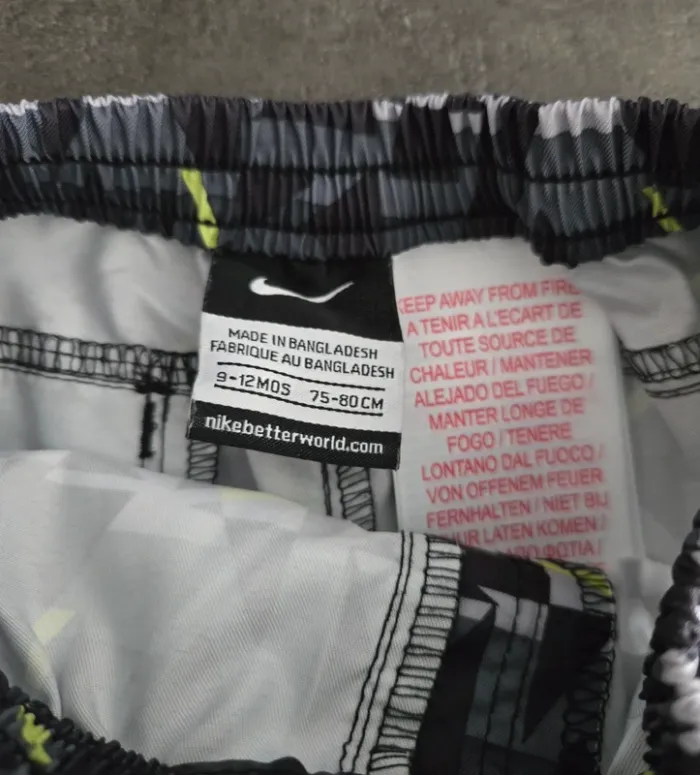 MADE IN BANGLADESH
FABRIQUE AU BANGLADESH
9-12MOS 75-80CM
nikebetterworld.com
KEEP AWAY FROM FIRE
A TENIR A L'ECART DE
TOUTE SOURCE DE
CHALEUR / MANTENER
ALEJADO DEL FUEGO /
MANTER LONGE DE
FOGO / TENERE
LONTANO DAL FUOCO /
VON OFFENEM FEUER
FERNHALTEN / NIET BIJ
UUR LATEN KOMEN /
ΦΩΤΙΑ /